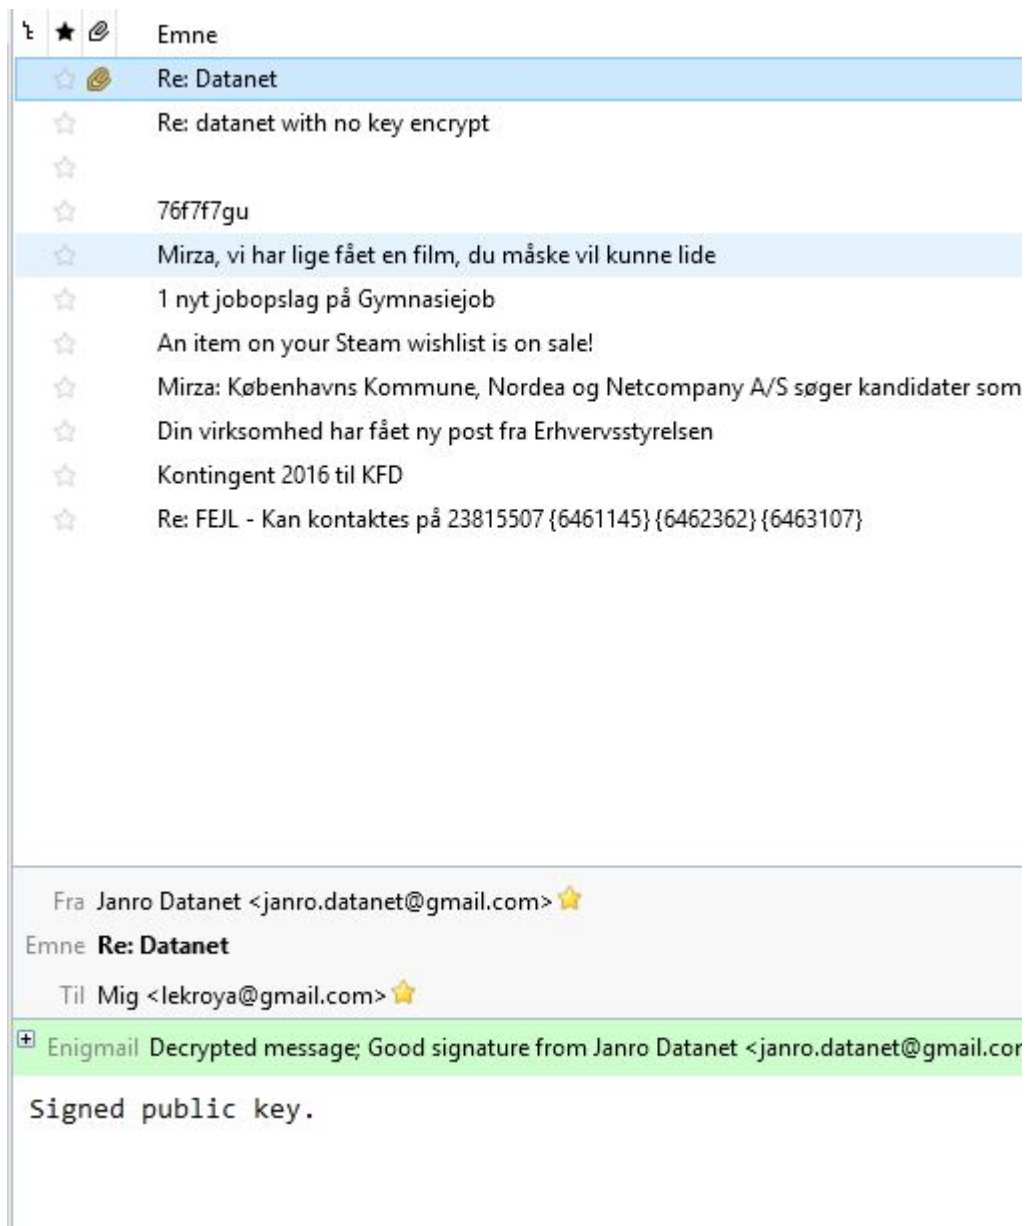 Emne
Re: Datanet
Re: datanet with no key encrypt
76f7f7gu
Mirza, vi har lige fået en film, du måske vil kunne lide
1 nyt jobopslag på Gymnasiejob
An item on your Steam wishlist is on sale!
Mirza: Københavns Kommune, Nordea og Netcompany A/S søger kandidater som
Din virksomhed har fået ny post fra Erhvervsstyrelsen
Kontingent 2016 til KFD
Re: FEJL - Kan kontaktes på 23815507 {6461145} {6462362} {6463107}
Fra Janro Datanet <janro.datanet@gmail.com>
Emne Re: Datanet
Til Mig <lekroya@gmail.com>
Enigmail Decrypted message; Good signature from Janro Datanet <janro.datanet@gmail.cor
Signed public key.